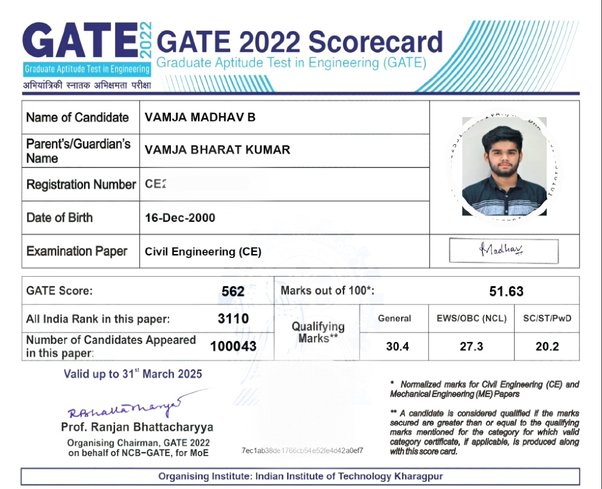 GATE 2022
Graduate Aptitude Test in Engineering
अभियांत्रिकी स्नातक अभिक्षमता परीक्षा
GATE 2022 Scorecard
Graduate Aptitude Test in Engineering (GATE)
Name of Candidate VAMJA MADHAV B
Parent's/Guardian's Name VAMJA BHARAT KUMAR
Registration Number CE2
Date of Birth 16-Dec-2000
Examination Paper Civil Engineering (CE)
Madhav
GATE Score: 562 Marks out of 100*: 51.63
All India Rank in this paper: 3110
Number of Candidates Appeared in this paper: 100043
Qualifying Marks** General EWS/OBC (NCL) SC/ST/PwD
30.4 27.3 20.2
Valid up to 31st March 2025
RBhattacharyya
Prof. Ranjan Bhattacharyya
Organising Chairman, GATE 2022
on behalf of NCB-GATE, for MoE
7ec1ab38de1766cb54e52fe4d42a0ef7
* Normalized marks for Civil Engineering (CE) and
Mechanical Engineering (ME) Papers
** A candidate is considered qualified if the marks
secured are greater than or equal to the qualifying
marks mentioned for the category for which valid
category certificate, if applicable, is produced along
with this score card.
Organising Institute: Indian Institute of Technology Kharagpur